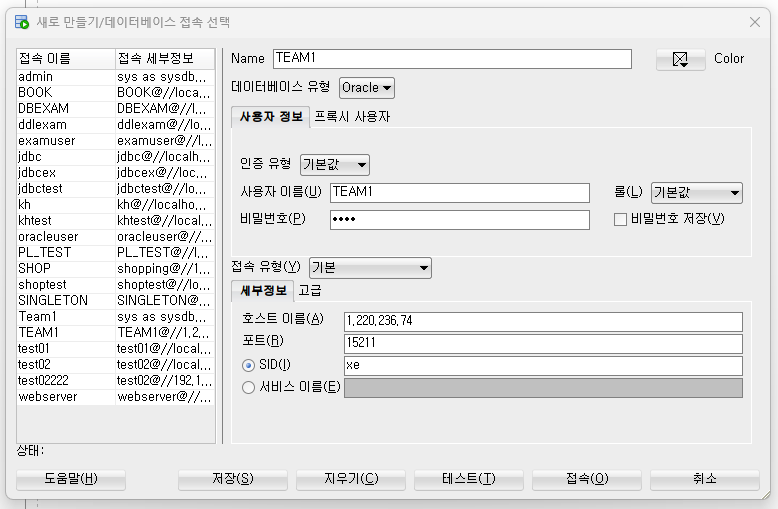 새로 만들기/데이터베이스 접속 선택
접속 이름 접속 세부정보
admin sys as sysdb...
BOOK BOOK@//loca...
DBEXAM DBEXAM@//l...
ddlexam ddlexam@//lo...
examuser examuser@//...
jdbc jdbc@//localh...
jdbcex jdbcex@//loc...
jdbctest jdbctest@//lo...
kh kh@//localho...
khtest khtest@//loc...
oracleuser oracleuser@//...
PL_TEST PL_TEST@//l...
SHOP shopping@//1...
shoptest shoptest@//lo...
SINGLETON SINGLETON@/...
Team1 sys as sysdb...
TEAM1 TEAM1@//1.2...
test01 test01@//local...
test02 test02@//local...
test02222 test02@//192.1...
webserver webserver@//...
Name TEAM1 Color
데이터베이스 유형 Oracle
사용자 정보 프록시 사용자
인증 유형 기본값
사용자 이름(U) TEAM1 롤(L) 기본값
비밀번호(P) •••• 비밀번호 저장(V)
접속 유형(Y) 기본
세부정보 고급
호스트 이름(A) 1.220.236.74
포트(R) 15211
SID(I) xe
서비스 이름(E)
상태:
도움말(H) 저장(S) 지우기(C) 테스트(T) 접속(O) 취소